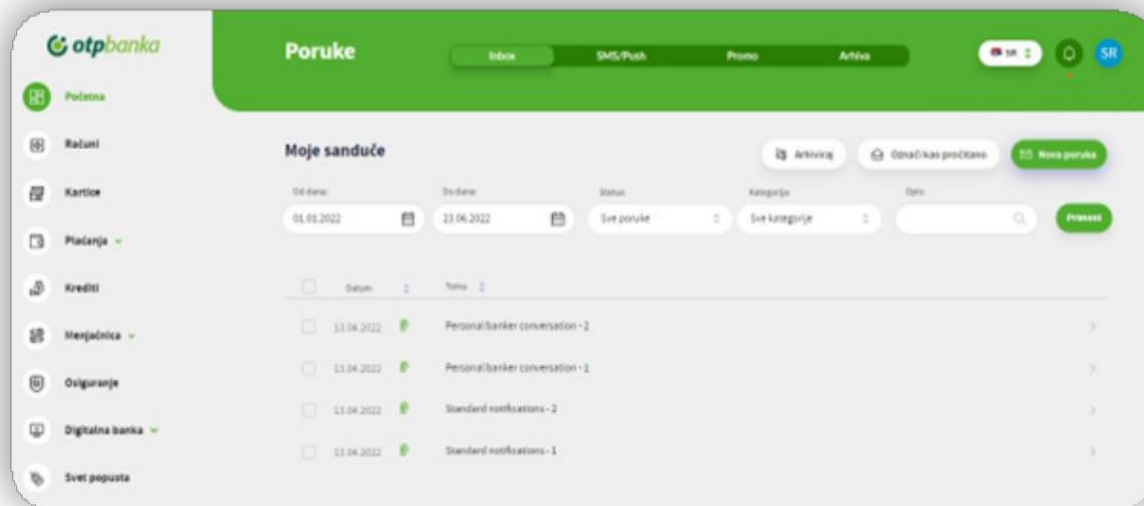 otpbanka
Poruke
Inbox
SMS/Push
Promo
Arhiva
SR
SR
Početna
Računi
Kartice
Plaćanja
Krediti
Menjačnica
Osiguranje
Digitalna banka
Svet popusta
Moje sanduče
Arhiviraj
Označi kao pročitano
Nova poruka
Od dana:
Do dana:
Status:
Kategorija:
Opis:
01.01.2022
23.06.2022
Sve poruke
Sve kategorije
Primeni
Datum
Tema
13.04.2022
Personal banker conversation - 2
13.04.2022
Personal banker conversation - 1
13.04.2022
Standard notifications - 2
13.04.2022
Standard notifications - 1